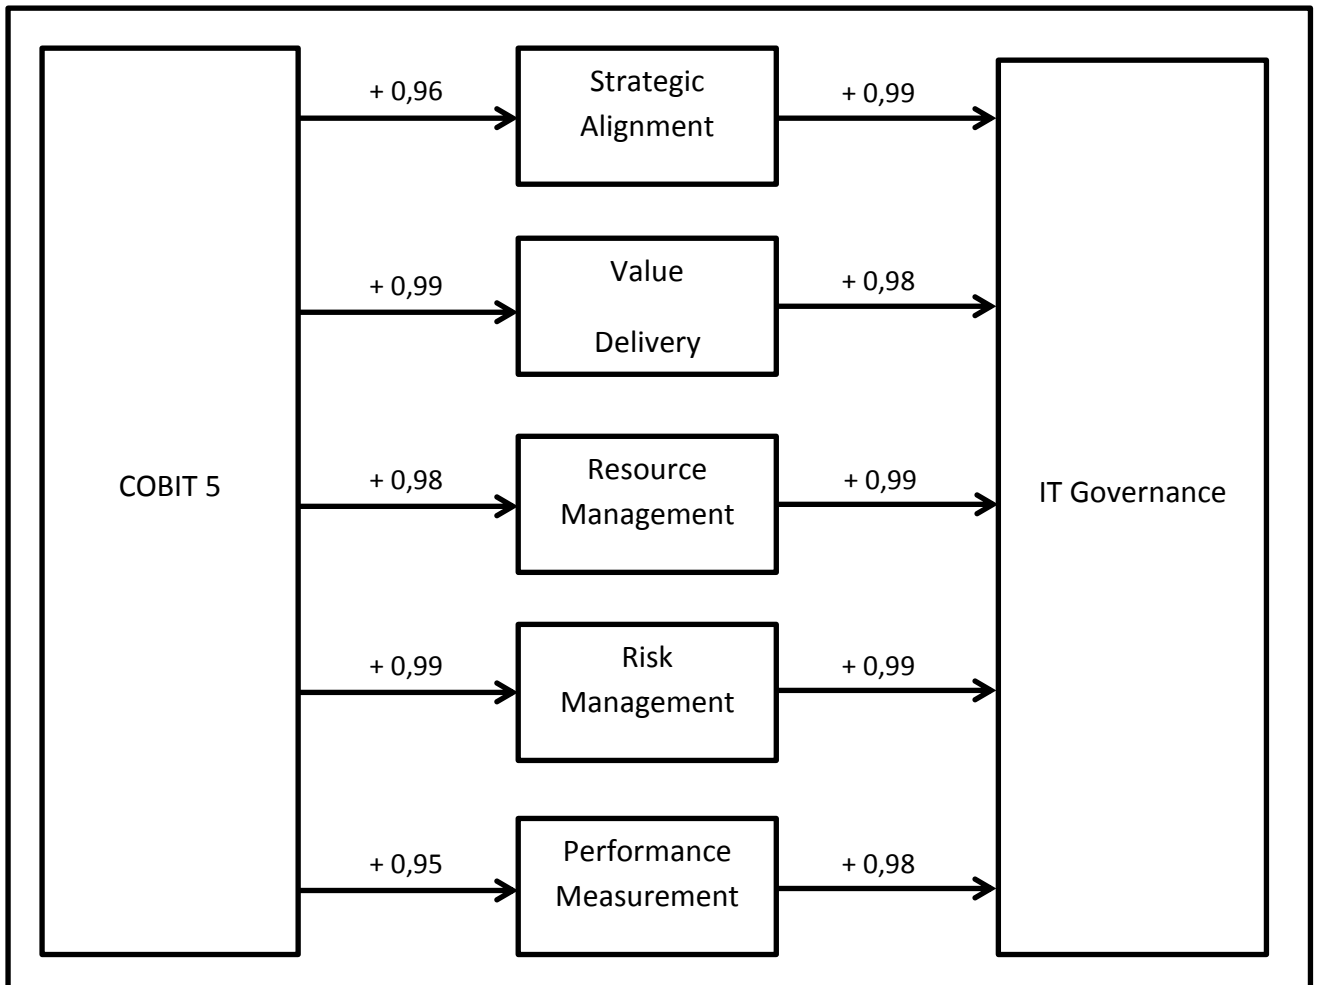 + 0,96
Strategic
Alignment
+ 0,99
+ 0,99
Value
Delivery
+ 0,98
COBIT 5
+ 0,98
Resource
Management
+ 0,99
IT Governance
+ 0,99
Risk
Management
+ 0,99
+ 0,95
Performance
Measurement
+ 0,98